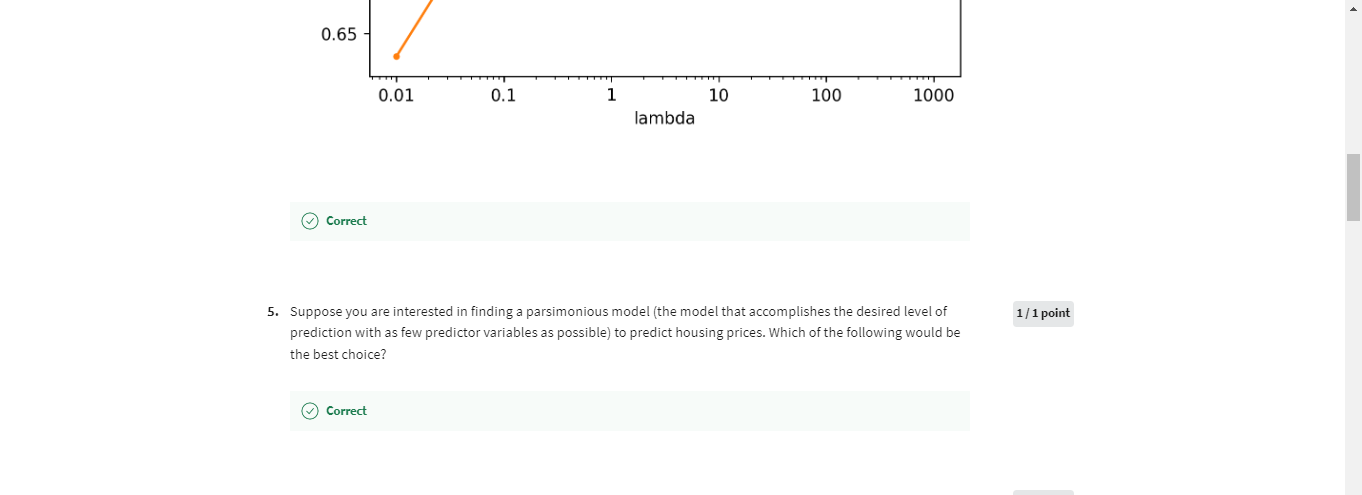 0.65
0.01 0.1 1 10 100 1000
lambda
Correct
5. Suppose you are interested in finding a parsimonious model (the model that accomplishes the desired level of 1 / 1 point
prediction with as few predictor variables as possible) to predict housing prices. Which of the following would be
the best choice?
Correct